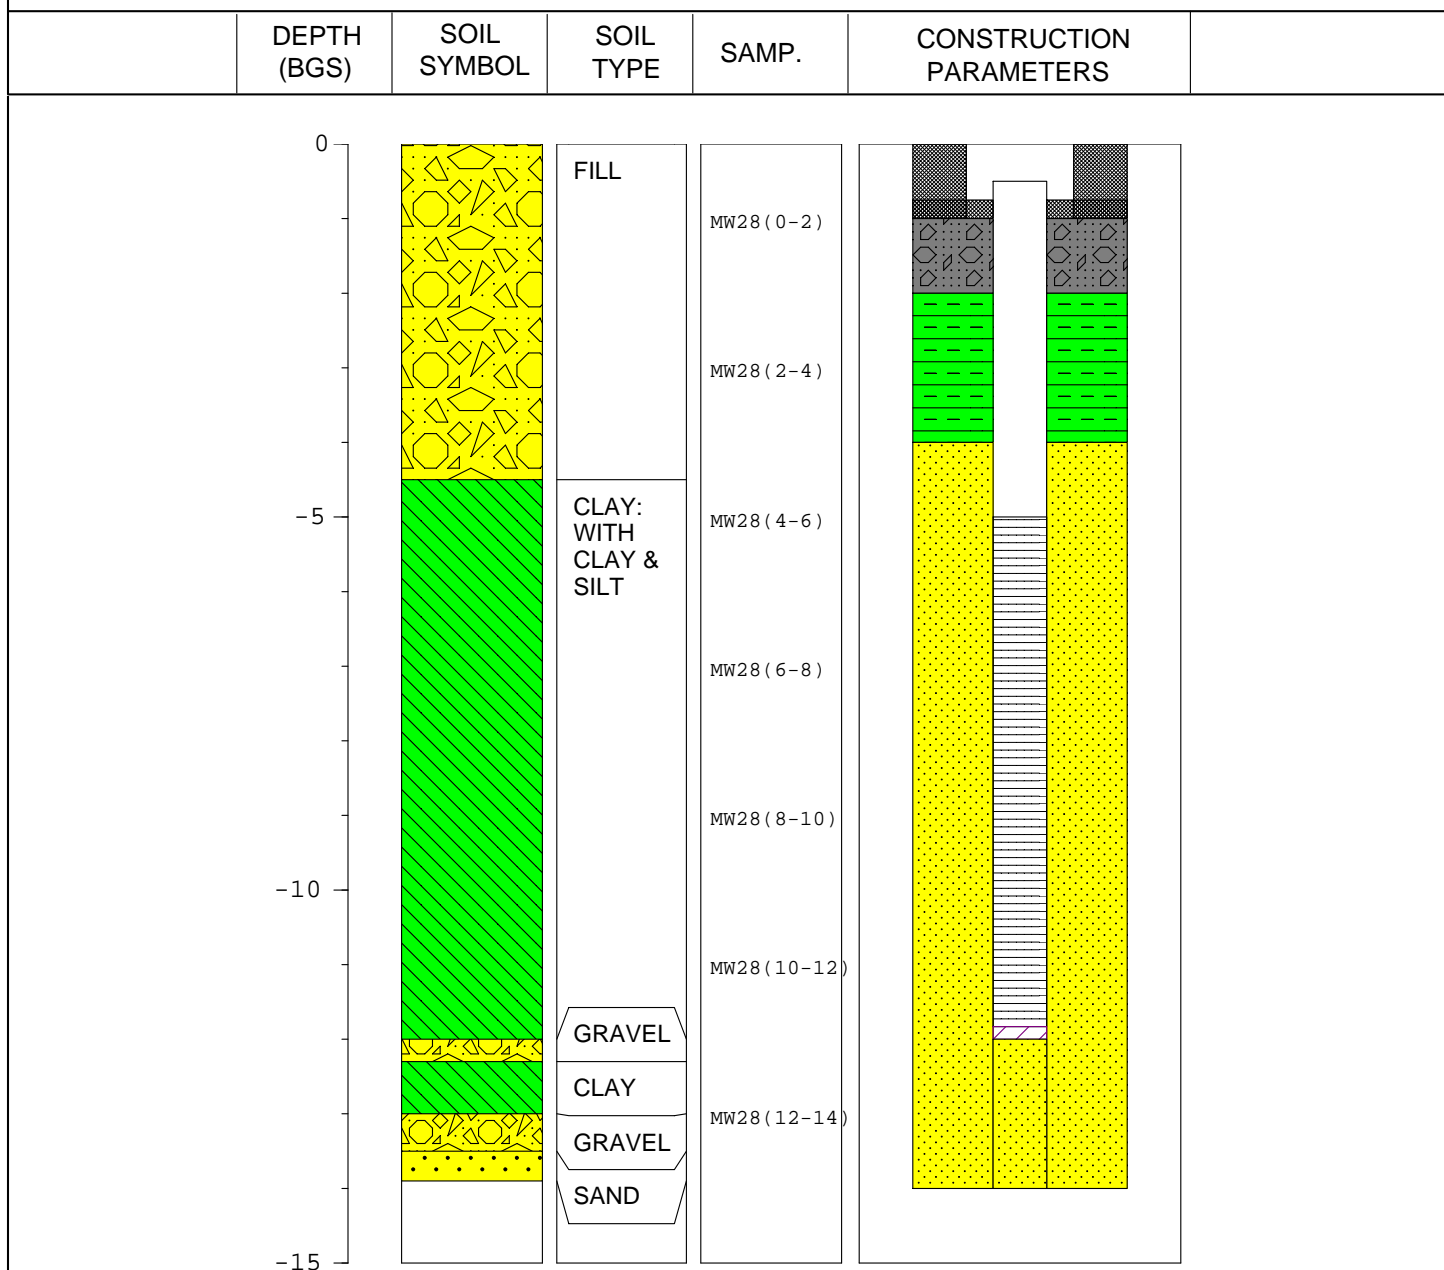 DEPTH
(BGS)
SOIL
SYMBOL
SOIL
TYPE
SAMP.
CONSTRUCTION
PARAMETERS
0
FILL
MW28(0-2)
MW28(2-4)
-5
CLAY:
WITH
CLAY &
SILT
MW28(4-6)
MW28(6-8)
MW28(8-10)
-10
MW28(10-12)
GRAVEL
CLAY
MW28(12-14)
GRAVEL
SAND
-15